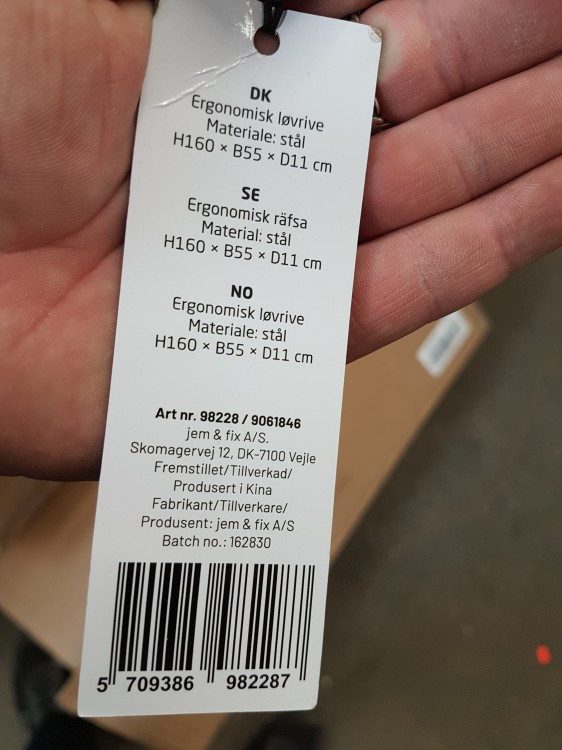 DK
Ergonomisk løvrive
Materiale: stål
H160 × B55 × D11 cm
SE
Ergonomisk räfsa
Material: stål
H160 × B55 × D11 cm
NO
Ergonomisk løvrive
Materiale: stål
H160 × B55 × D11 cm
Art nr. 98228 / 9061846
jem & fix A/S.
Skomagervej 12, DK-7100 Vejle
Fremstillet/Tillverkad/
Produsert i Kina
Fabrikant/Tillverkare/
Produsent: jem & fix A/S
Batch no.: 162830
5 709386 982287